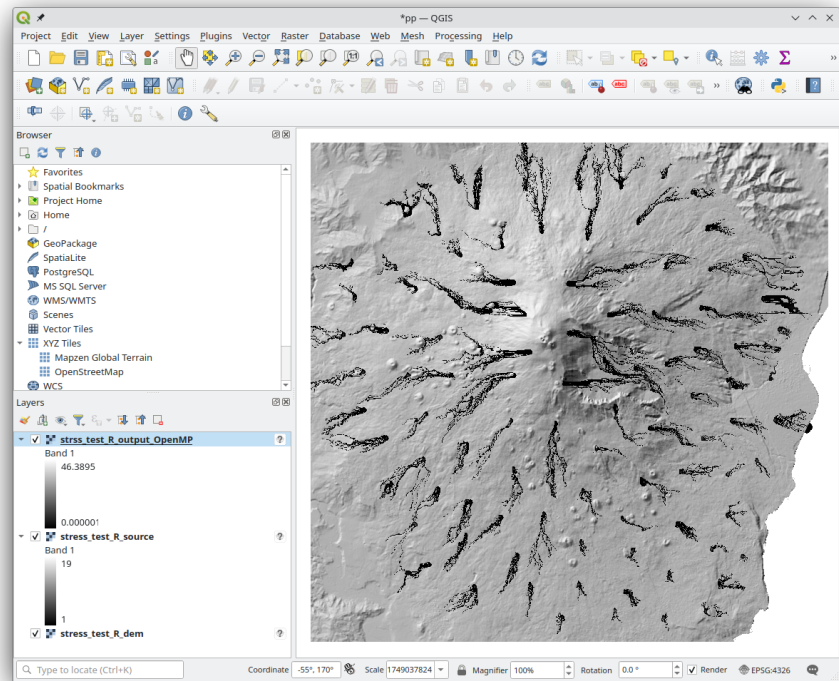 *pp — QGIS
Project Edit View Layer Settings Plugins Vector Raster Database Web Mesh Processing Help
Browser
Favorites
Spatial Bookmarks
Project Home
Home
/
GeoPackage
SpatiaLite
PostgreSQL
MS SQL Server
WMS/WMTS
Scenes
Vector Tiles
XYZ Tiles
Mapzen Global Terrain
OpenStreetMap
WCS
Layers
strss_test_R_output_OpenMP
Band 1
46.3895
0.000001
stress_test_R_source
Band 1
19
1
stress_test_R_dem
Type to locate (Ctrl+K) Coordinate -55°, 170° Scale 1749037824 Magnifier 100% Rotation 0.0 ° Render EPSG:4326